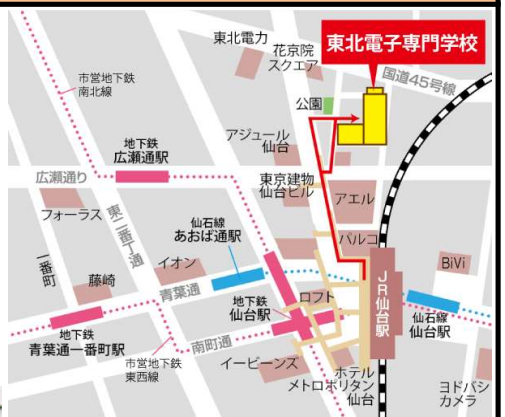 東北電力
花京院
スクエア
東北電子専門学校
国道45号線
市営地下鉄
南北線
公園
地下鉄
広瀬通駅
アジュール
仙台
広瀬通り
東京建物
仙台ビル
アエル
フォーラス
東二番丁通
仙石線
あおば通駅
パルコ
一番町
藤崎
イオン
青葉通
地下鉄
仙台駅
ロフト
JR仙台駅
BiVi
仙石線
仙台駅
地下鉄
青葉通一番町駅
市営地下鉄
東西線
南町通
イービーンズ
ホテル
メトロポリタン
仙台
ヨドバシ
カメラ